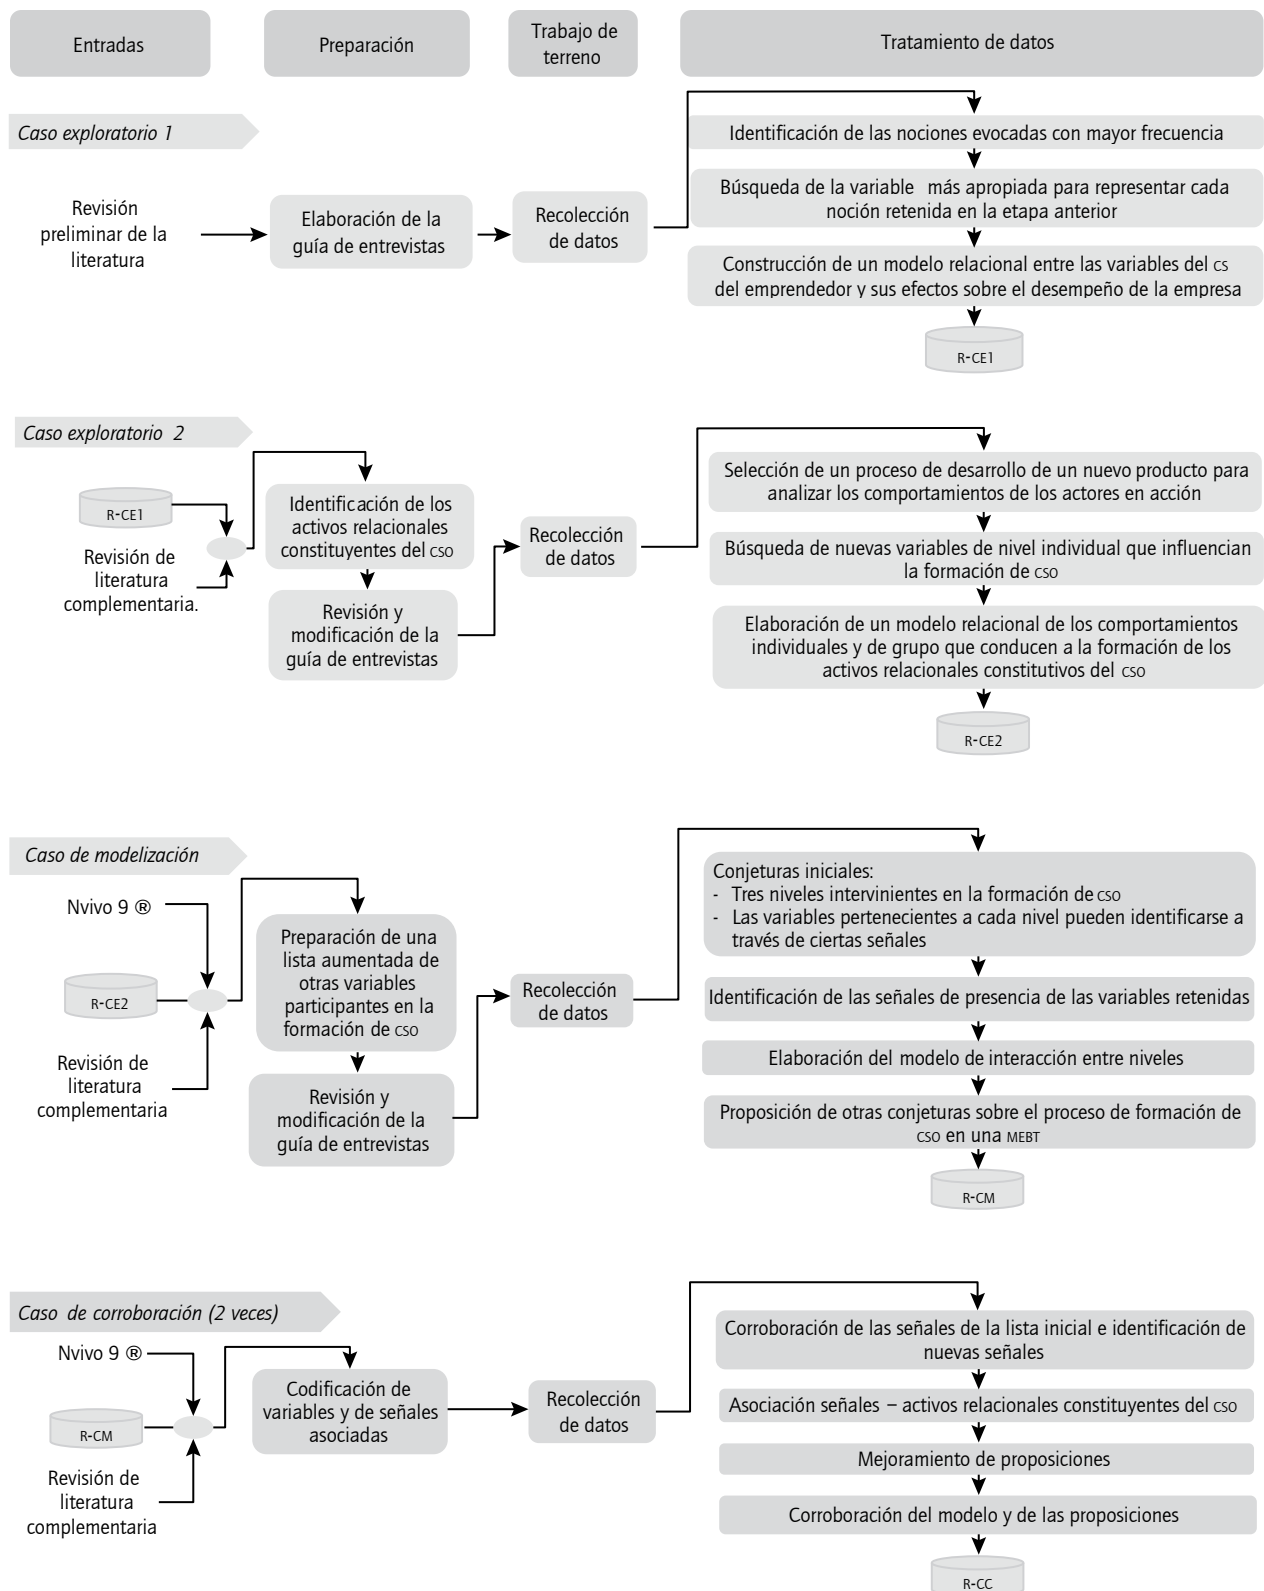 Entradas
Preparación
Trabajo de
terreno
Tratamiento de datos
Caso exploratorio 1
Revisión
preliminar de la
literatura
Elaboración de la
guía de entrevistas
Recolección
de datos
Identificación de las nociones evocadas con mayor frecuencia
Búsqueda de la variable más apropiada para representar cada
noción retenida en la etapa anterior
Construcción de un modelo relacional entre las variables del CS
del emprendedor y sus efectos sobre el desempeño de la empresa
R-CE1
Caso exploratorio 2
R-CE1
Revisión de
literatura
complementaria.
Identificación de los
activos relacionales
constituyentes del CSO
Revisión y
modificación de la
guía de entrevistas
Recolección
de datos
Selección de un proceso de desarrollo de un nuevo producto para
analizar los comportamientos de los actores en acción
Búsqueda de nuevas variables de nivel individual que influencian
la formación de CSO
Elaboración de un modelo relacional de los comportamientos
individuales y de grupo que conducen a la formación de los
activos relacionales constitutivos del CSO
R-CE2
Caso de modelización
Nvivo 9 ®
R-CE2
Revisión de
literatura
complementaria
Preparación de una
lista aumentada de
otras variables
participantes en la
formación de CSO
Revisión y
modificación de la
guía de entrevistas
Recolección
de datos
Conjeturas iniciales:
- Tres niveles intervinientes en la formación de CSO
- Las variables pertenecientes a cada nivel pueden identificarse a
través de ciertas señales
Identificación de las señales de presencia de las variables retenidas
Elaboración del modelo de interacción entre niveles
Proposición de otras conjeturas sobre el proceso de formación de
CSO en una MEBT
R-CM
Caso de corroboración (2 veces)
Nvivo 9 ®
R-CM
Revisión de
literatura
complementaria
Codificación de
variables y de señales
asociadas
Recolección
de datos
Corroboración de las señales de la lista inicial e identificación de
nuevas señales
Asociación señales – activos relacionales constituyentes del CSO
Mejoramiento de proposiciones
Corroboración del modelo y de las proposiciones
R-CC